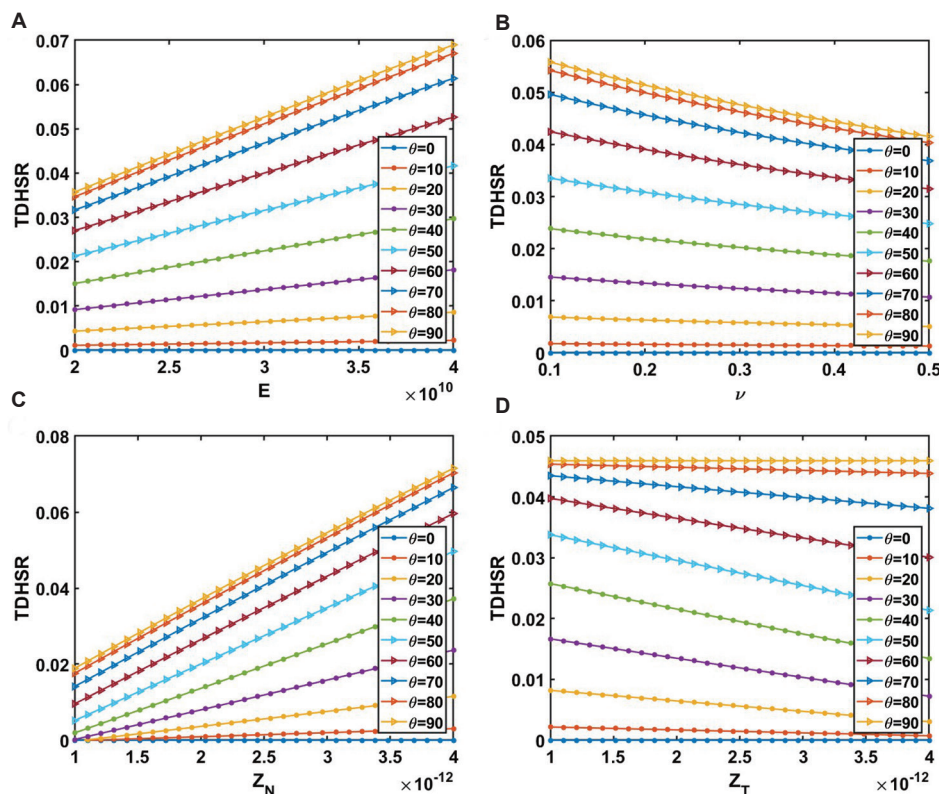 A
0.07
0.06
0.05
0.04
0.03
0.02
0.01
0
TDHSR
2
2.5
3
3.5
4
E
×10^10
θ=0
θ=10
θ=20
θ=30
θ=40
θ=50
θ=60
θ=70
θ=80
θ=90
B
0.06
0.05
0.04
0.03
0.02
0.01
0
TDHSR
0.1
0.2
0.3
0.4
0.5
ν
θ=0
θ=10
θ=20
θ=30
θ=40
θ=50
θ=60
θ=70
θ=80
θ=90
C
0.08
0.06
0.04
0.02
0
TDHSR
1
1.5
2
2.5
3
3.5
4
Z_N
×10^-12
θ=0
θ=10
θ=20
θ=30
θ=40
θ=50
θ=60
θ=70
θ=80
θ=90
D
0.05
0.04
0.03
0.02
0.01
0
TDHSR
1
1.5
2
2.5
3
3.5
4
Z_T
×10^-12
θ=0
θ=10
θ=20
θ=30
θ=40
θ=50
θ=60
θ=70
θ=80
θ=90